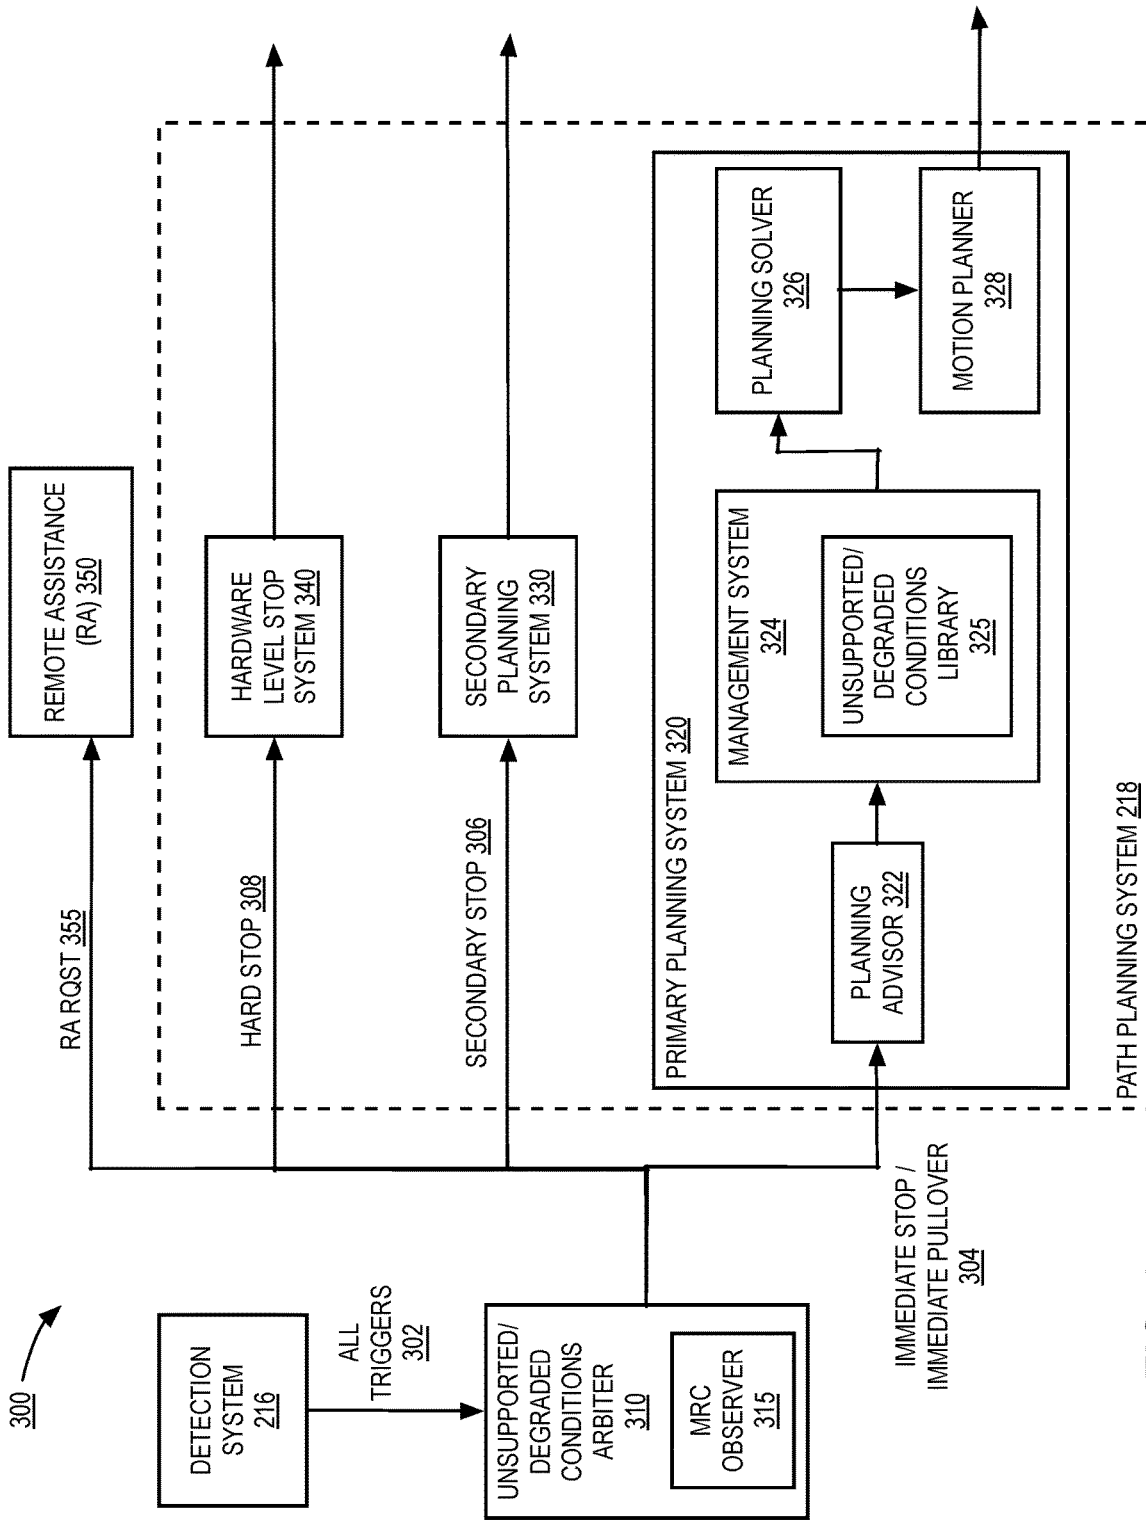 300
DETECTION
SYSTEM
216
ALL
TRIGGERS
302
UNSUPPORTED/
DEGRADED
CONDITIONS
ARBITER
310
MRC
OBSERVER
315
RA RQST 355
HARD STOP 308
SECONDARY STOP 306
IMMEDIATE STOP /
IMMEDIATE PULLOVER
304
REMOTE ASSISTANCE
(RA) 350
HARDWARE
LEVEL STOP
SYSTEM 340
SECONDARY
PLANNING
SYSTEM 330
PRIMARY PLANNING SYSTEM 320
PLANNING
ADVISOR 322
MANAGEMENT SYSTEM
324
UNSUPPORTED/
DEGRADED
CONDITIONS
LIBRARY
325
PLANNING SOLVER
326
MOTION PLANNER
328
PATH PLANNING SYSTEM 218